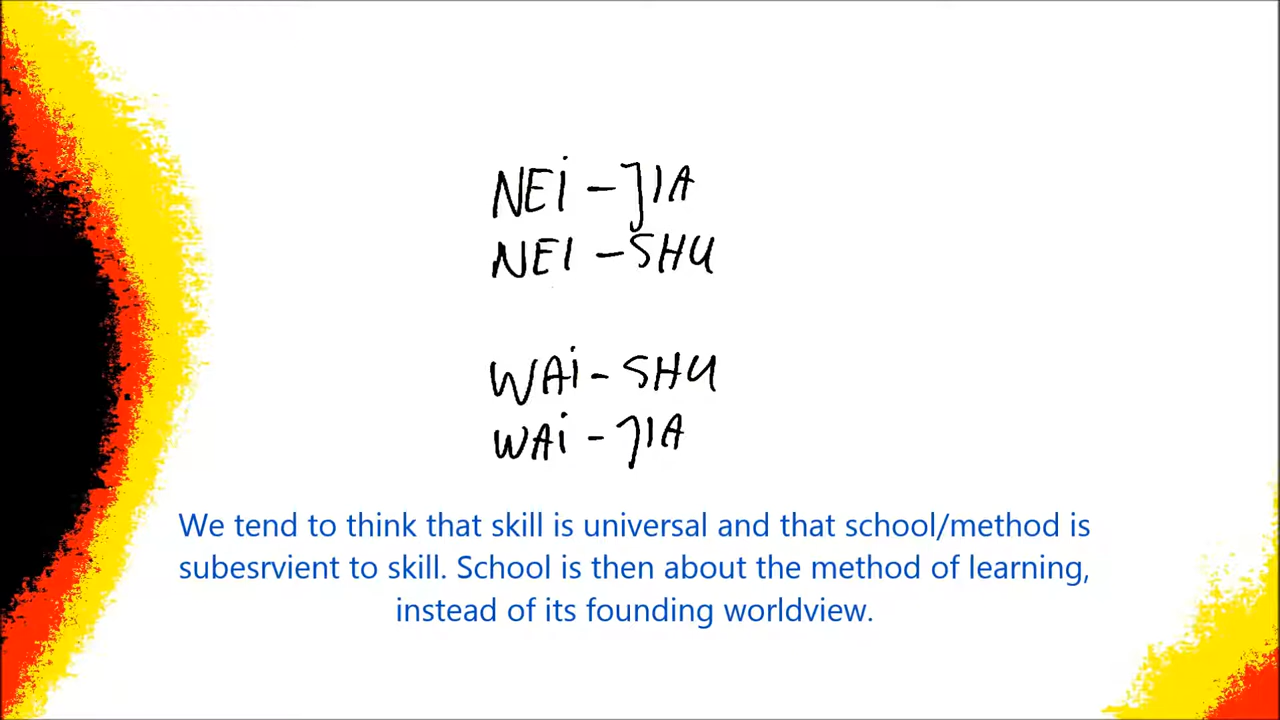 NEi - JIA
NEI - SHU
WAi - SHU
WAi - JIA
We tend to think that skill is universal and that school/method is
subesrvient to skill. School is then about the method of learning,
instead of its founding worldview.